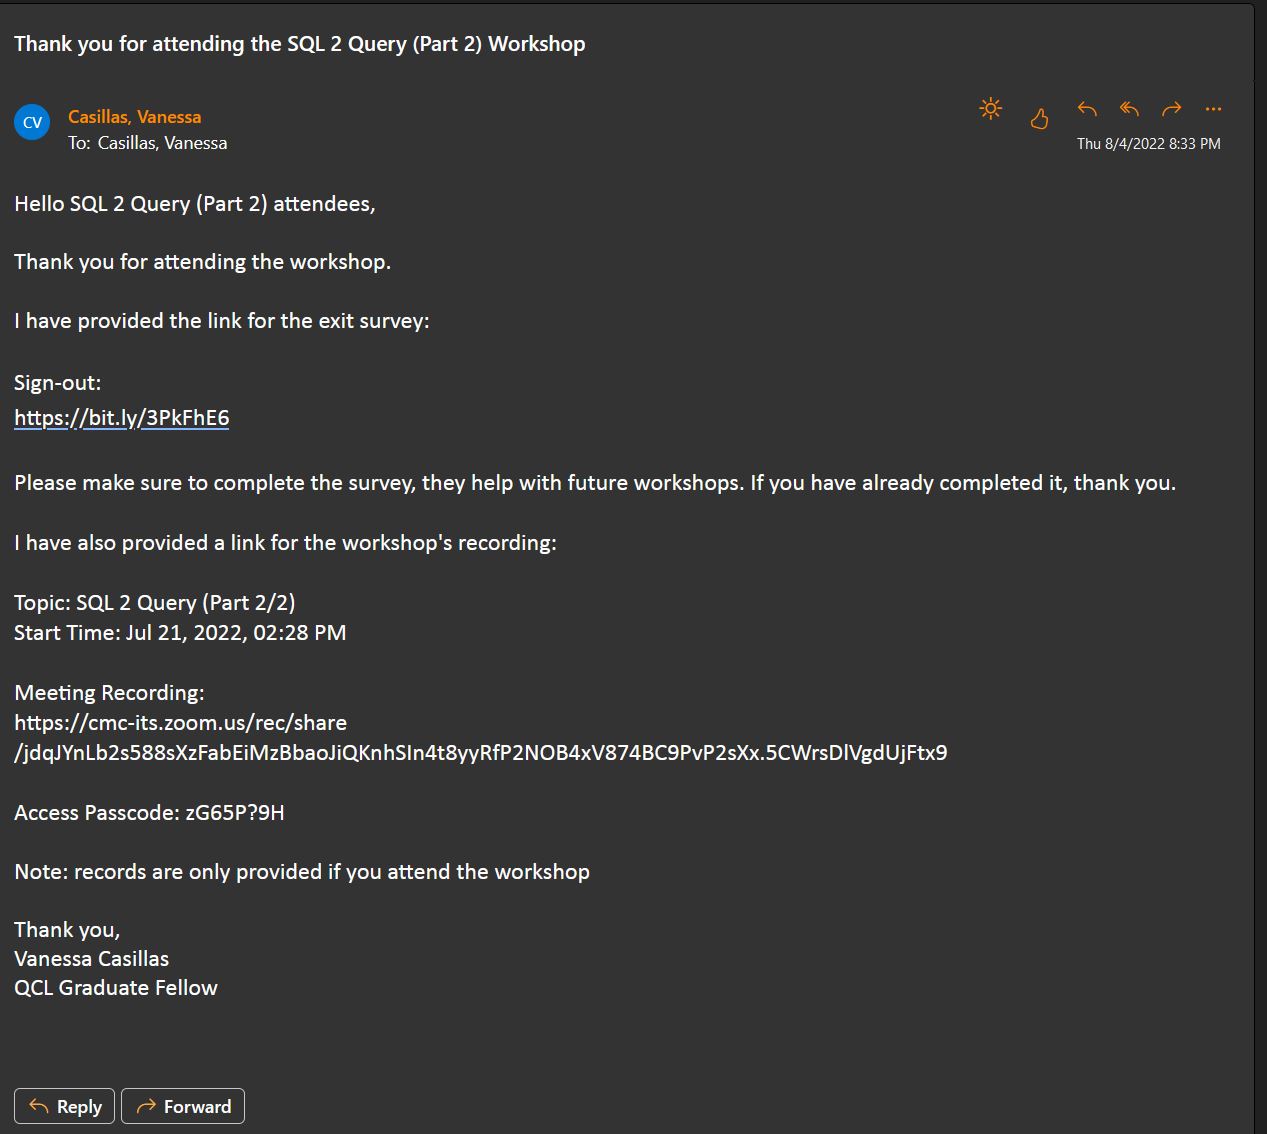 Thank you for attending the SQL 2 Query (Part 2) Workshop
CV
Casillas, Vanessa
To: Casillas, Vanessa
Thu 8/4/2022 8:33 PM
Hello SQL 2 Query (Part 2) attendees,
Thank you for attending the workshop.
I have provided the link for the exit survey:
Sign-out:
https://bit.ly/3PkFhE6
Please make sure to complete the survey, they help with future workshops. If you have already completed it, thank you.
I have also provided a link for the workshop's recording:
Topic: SQL 2 Query (Part 2/2)
Start Time: Jul 21, 2022, 02:28 PM
Meeting Recording:
https://cmc-its.zoom.us/rec/share
/jdqJYnLb2s588sXzFabEiMzBbaoJiQKnhSIn4t8yyRfP2NOB4xV874BC9PvP2sXx.5CWrsDlVgdUjFtx9
Access Passcode: zG65P?9H
Note: records are only provided if you attend the workshop
Thank you,
Vanessa Casillas
QCL Graduate Fellow
Reply
Forward